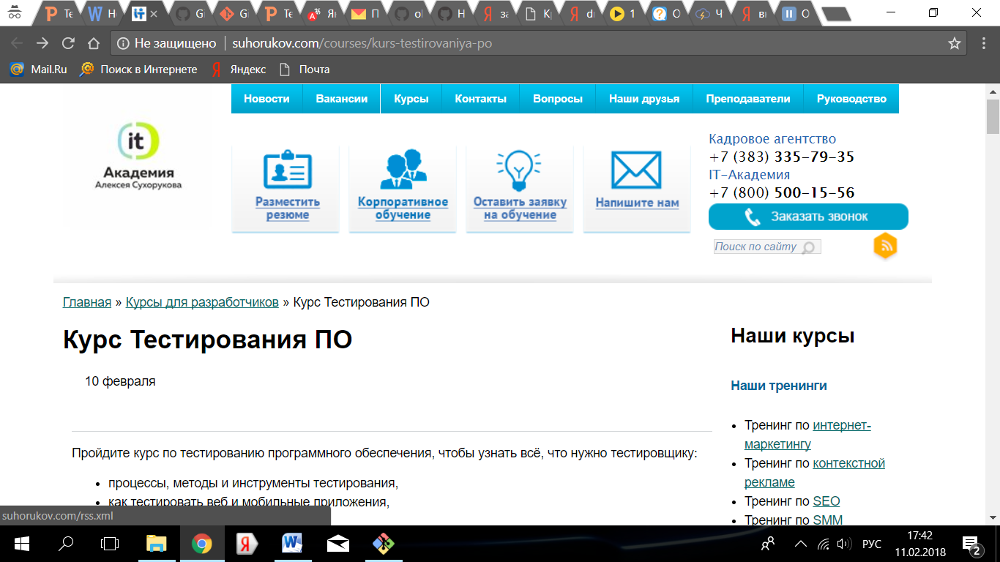 Te
Но
Gi
Gi
Te
Ян
П
ol
Н
за
Кр
dr
1
О
Ч
ви
О
Не защищено
suhorukov.com/courses/kurs-testirovaniya-po
Mail.Ru
Поиск в Интернете
Яндекс
Почта
Новости
Вакансии
Курсы
Контакты
Вопросы
Наши друзья
Преподаватели
Руководство
it
Академия
Алексея Сухорукова
Разместить
резюме
Корпоративное
обучение
Оставить заявку
на обучение
Напишите нам
Кадровое агентство
+7 (383) 335-79-35
IT-Академия
+7 (800) 500-15-56
Заказать звонок
Поиск по сайту
Главная » Курсы для разработчиков » Курс Тестирования ПО
Курс Тестирования ПО
10 февраля
Пройдите курс по тестированию программного обеспечения, чтобы узнать всё, что нужно тестировщику:
процессы, методы и инструменты тестирования,
как тестировать веб и мобильные приложения,
Наши курсы
Наши тренинги
Тренинг по интернет-
маркетингу
Тренинг по контекстной
рекламе
Тренинг по SEO
Тренинг по SMM
suhorukov.com/rss.xml
РУС
17:42
11.02.2018
2